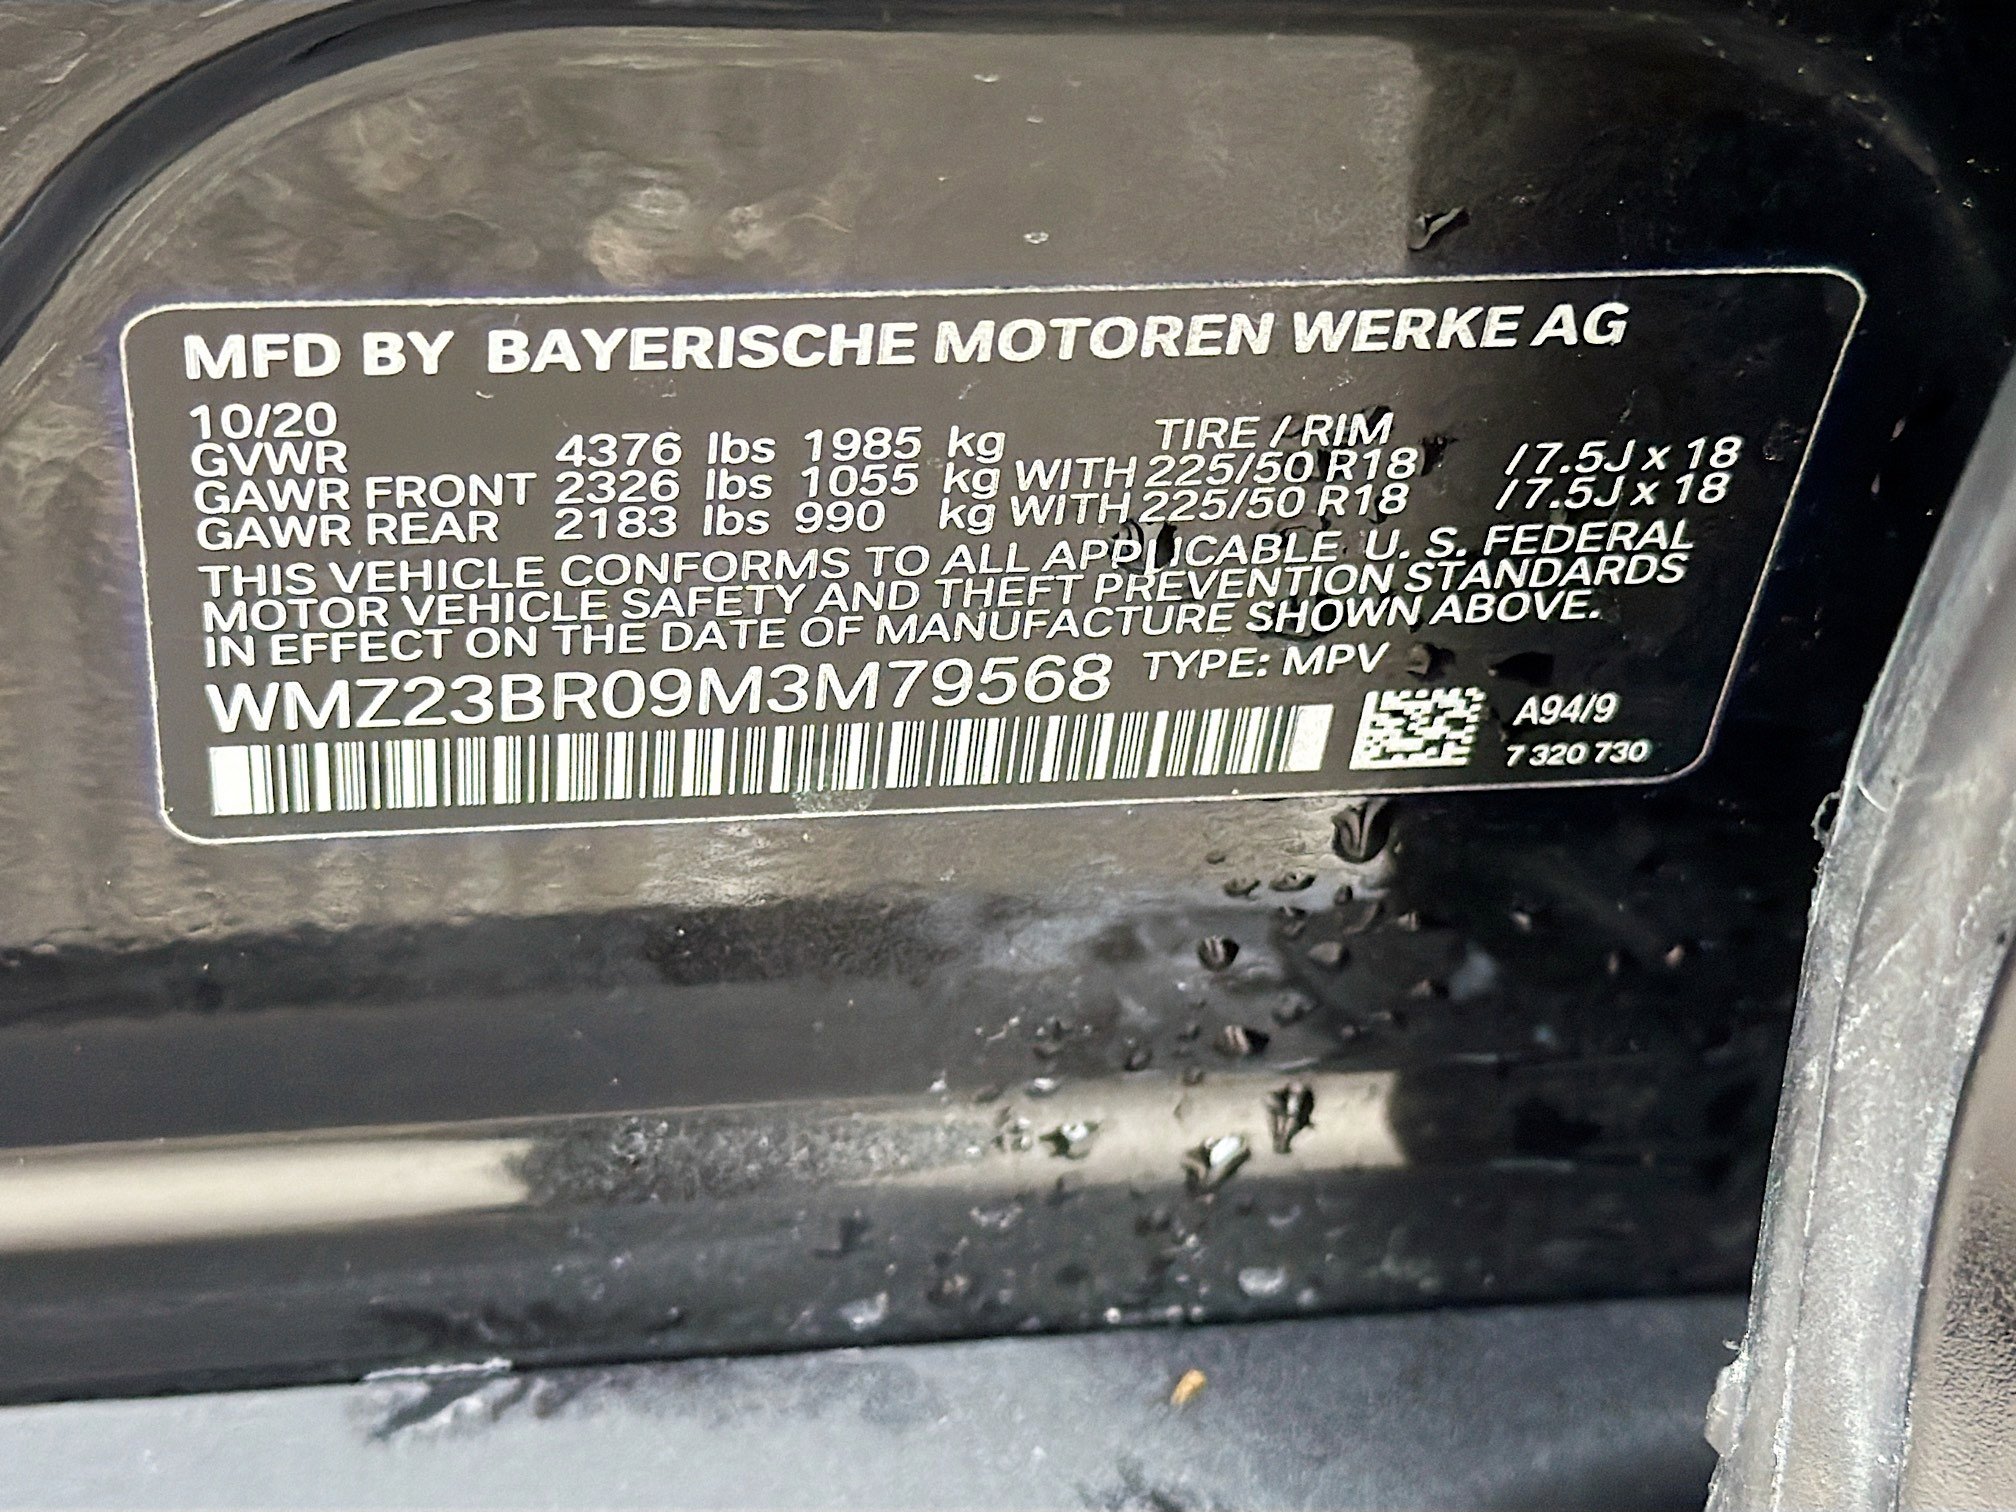 MFD BY BAYERISCHE MOTOREN WERKE AG
10/20 TIRE / RIM
GVWR 4376 lbs 1985 kg
GAWR FRONT 2326 lbs 1055 kg WITH 225/50 R18 / 7.5J x 18
GAWR REAR 2183 lbs 990 kg WITH 225/50 R18 / 7.5J x 18
THIS VEHICLE CONFORMS TO ALL APPLICABLE U. S. FEDERAL
MOTOR VEHICLE SAFETY AND THEFT PREVENTION STANDARDS
IN EFFECT ON THE DATE OF MANUFACTURE SHOWN ABOVE.
WMZ23BR09M3M79568 TYPE: MPV
A94/9
7 320 730